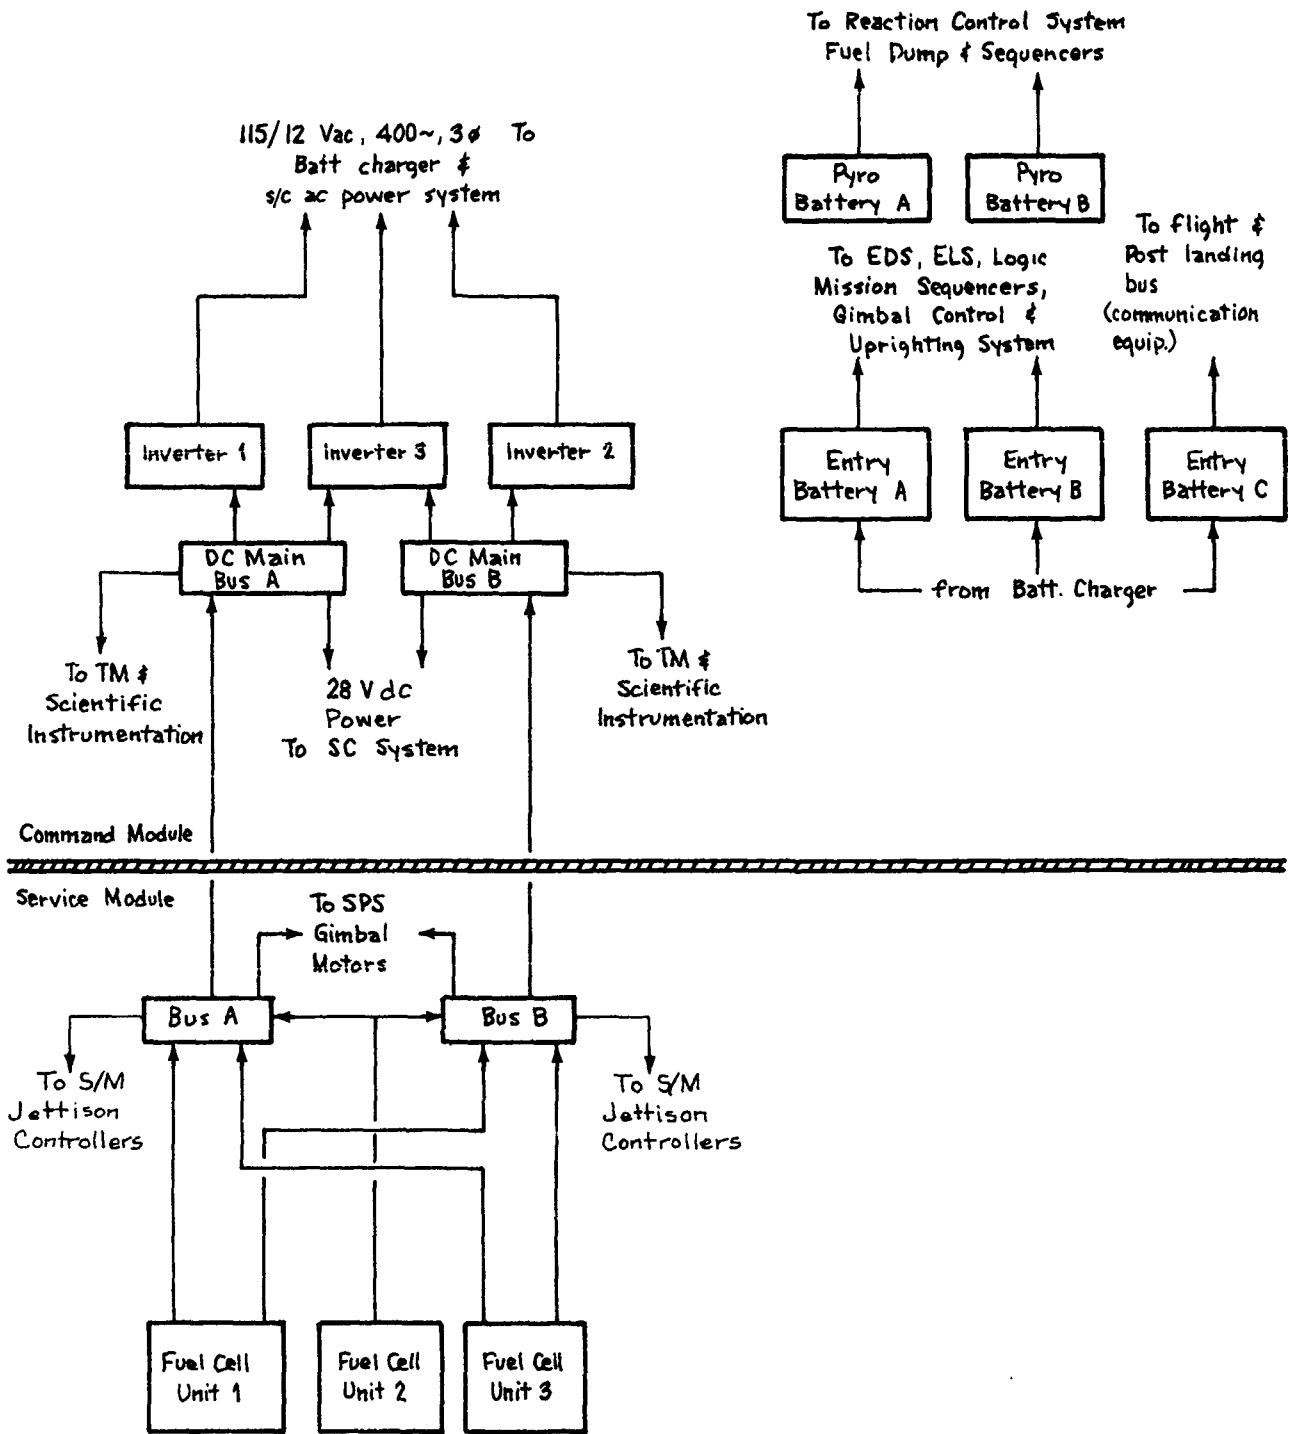 To Reaction Control System
Fuel Dump & Sequencers
115/12 Vac, 400~, 3ø To
Batt charger &
s/c ac power system
Pyro
Battery A
Pyro
Battery B
To EDS, ELS, Logic
Mission Sequencers,
Gimbal Control &
Uprighting System
To flight &
Post landing
bus
(communication
equip.)
Inverter 1
Inverter 3
Inverter 2
Entry
Battery A
Entry
Battery B
Entry
Battery C
DC Main
Bus A
DC Main
Bus B
from Batt. Charger
To TM &
Scientific
Instrumentation
28 V dc
Power
To SC System
To TM &
Scientific
Instrumentation
Command Module
Service Module
To SPS
Gimbal
Motors
Bus A
Bus B
To S/M
Jettison
Controllers
To S/M
Jettison
Controllers
Fuel Cell
Unit 1
Fuel Cell
Unit 2
Fuel Cell
Unit 3